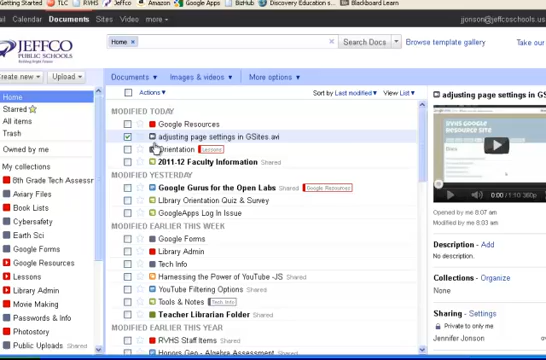 Getting Started TLC RVHS Jeffco Amazon Google Apps BizHub Discovery Education s... Blackboard Learn
Calendar Documents Sites Video more jjonson@jeffcoschools.us
JEFFCO
PUBLIC SCHOOLS
Home Search Docs Browse template gallery Take our
Create new Upload Documents Images & videos More options
Home Actions Sort by Last modified View List adjusting page settings in GSites.avi
Starred MODIFIED TODAY
All items Google Resources
Trash adjusting page settings in GSites.avi
Owned by me Orientation Lessons
2011-12 Faculty Information Shared
My collections MODIFIED YESTERDAY
8th Grade Tech Assessm Google Gurus for the Open Labs Shared Google Resources
Aviary Files Library Orientation Quiz & Survey
Book Lists GoogleApps Log In Issue
Cybersafety MODIFIED EARLIER THIS WEEK
Earth Sci Google Forms
Google Forms Library Admin
Google Resources Tech Info
Lessons Harnessing the Power of YouTube -JS Shared
Library Admin YouTube Filtering Options Shared
Movie Making Tools & Notes Tech Info
Passwords & Info Teacher Librarian Folder Shared
Photostory MODIFIED EARLIER THIS YEAR
Public Uploads Shared RVHS Staff Items Shared
Honors Geo - Algebra Assessment Shared
RVHS GOOGLE
RESOURCES SITE
0:00 / 1:10 380p
Opened by me 8:07 am
Modified by me 8:03 am
Description - Add
No description.
Collections - Organize
None
Sharing - Settings
Private to only me
Jennifer Jonson